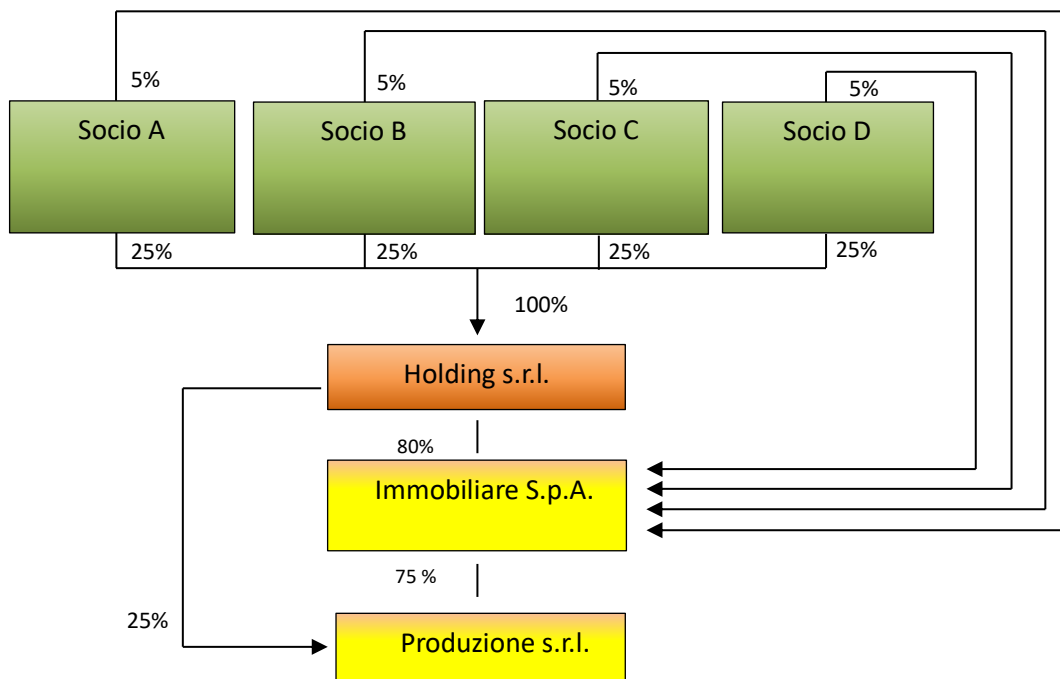 5%
5%
5%
5%
Socio A
Socio B
Socio C
Socio D
25%
25%
25%
25%
100%
Holding s.r.l.
80%
Immobiliare S.p.A.
75 %
25%
Produzione s.r.l.